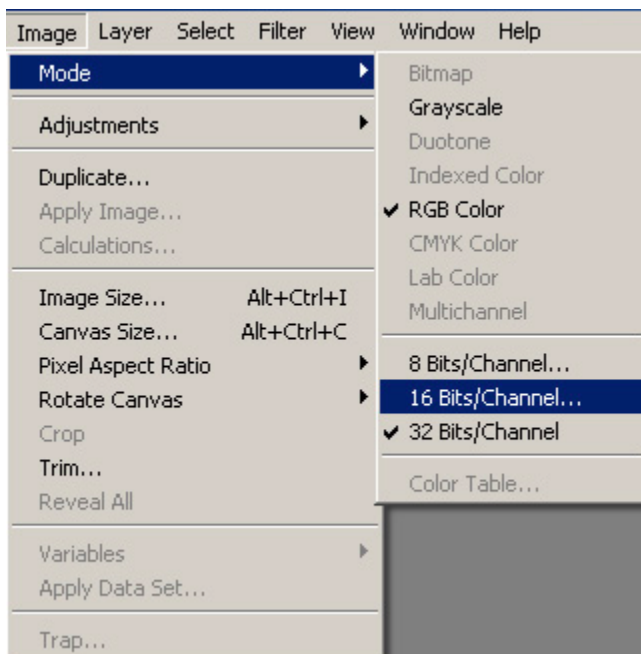 Image Layer Select Filter View Window Help
Mode
Adjustments
Duplicate...
Apply Image...
Calculations...
Image Size... Alt+Ctrl+I
Canvas Size... Alt+Ctrl+C
Pixel Aspect Ratio
Rotate Canvas
Crop
Trim...
Reveal All
Variables
Apply Data Set...
Trap...
Bitmap
Grayscale
Duotone
Indexed Color
RGB Color
CMYK Color
Lab Color
Multichannel
8 Bits/Channel...
16 Bits/Channel...
32 Bits/Channel
Color Table...